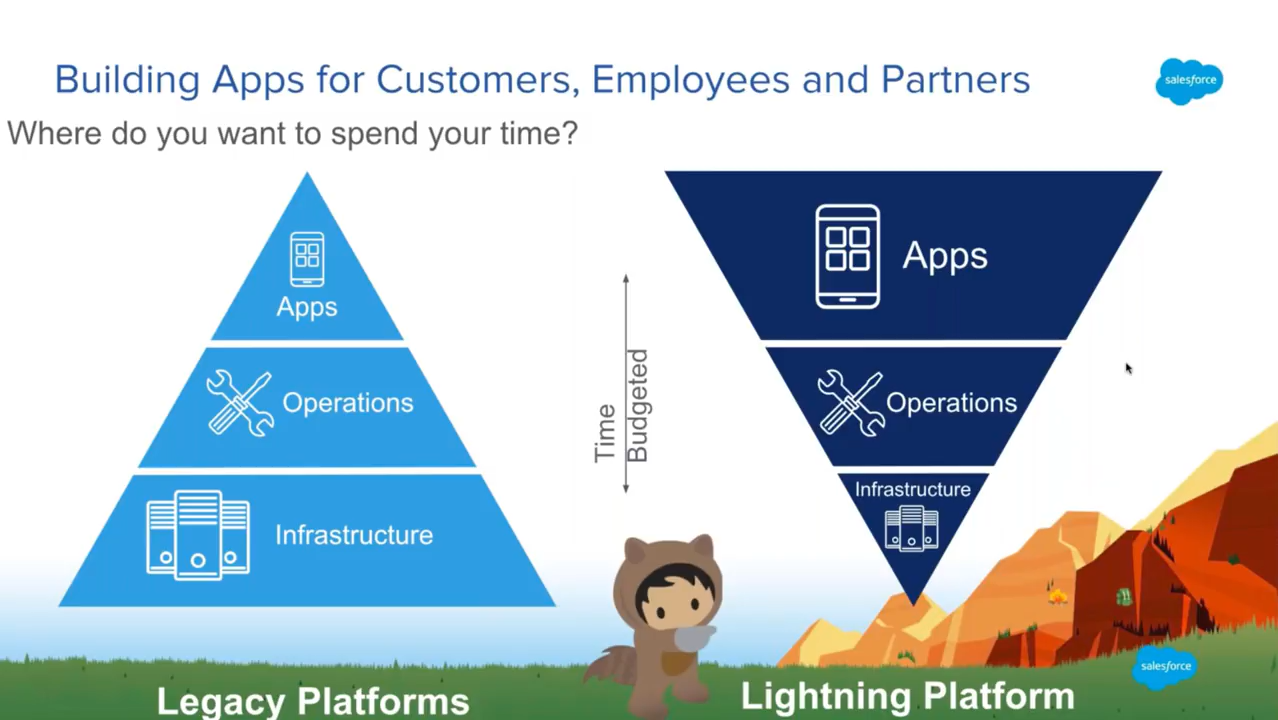 Building Apps for Customers, Employees and Partners
salesforce
Where do you want to spend your time?
Apps
Operations
Infrastructure
Time
Budgeted
Apps
Operations
Infrastructure
salesforce
Legacy Platforms
Lightning Platform